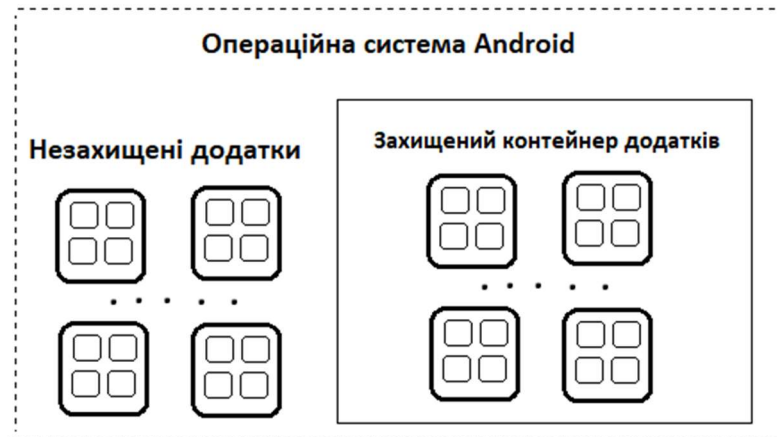 Операційна система Android
Незахищені додатки
Захищений контейнер додатків